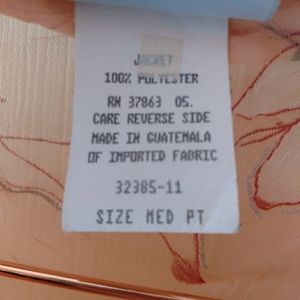 JACKET
100% POLYESTER
RN 37863 05.
CARE REVERSE SIDE
MADE IN GUATEMALA
OF IMPORTED FABRIC
32385-11
SIZE MED PT